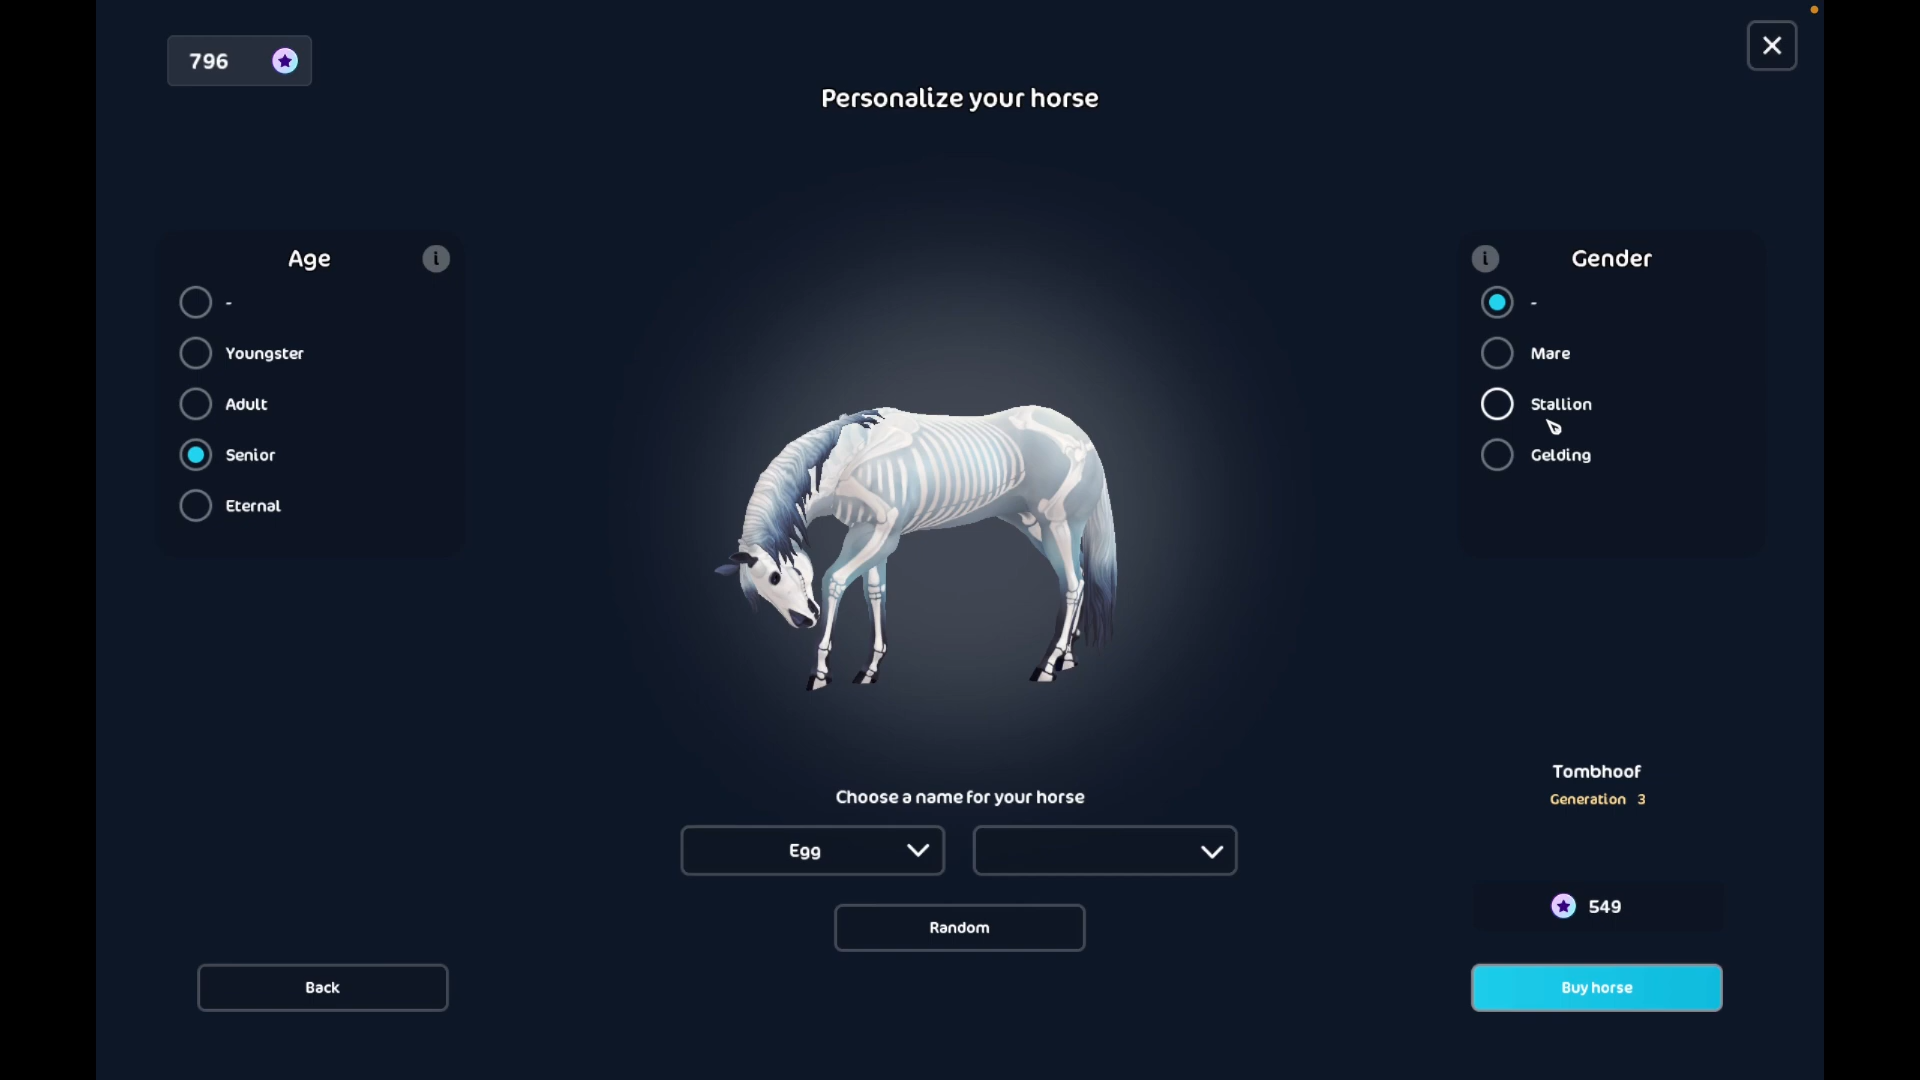 796
Personalize your horse
Age
i
-
Youngster
Adult
Senior
Eternal
i
Gender
-
Mare
Stallion
Gelding
Tombhoof
Generation 3
Choose a name for your horse
Egg
Random
549
Back
Buy horse